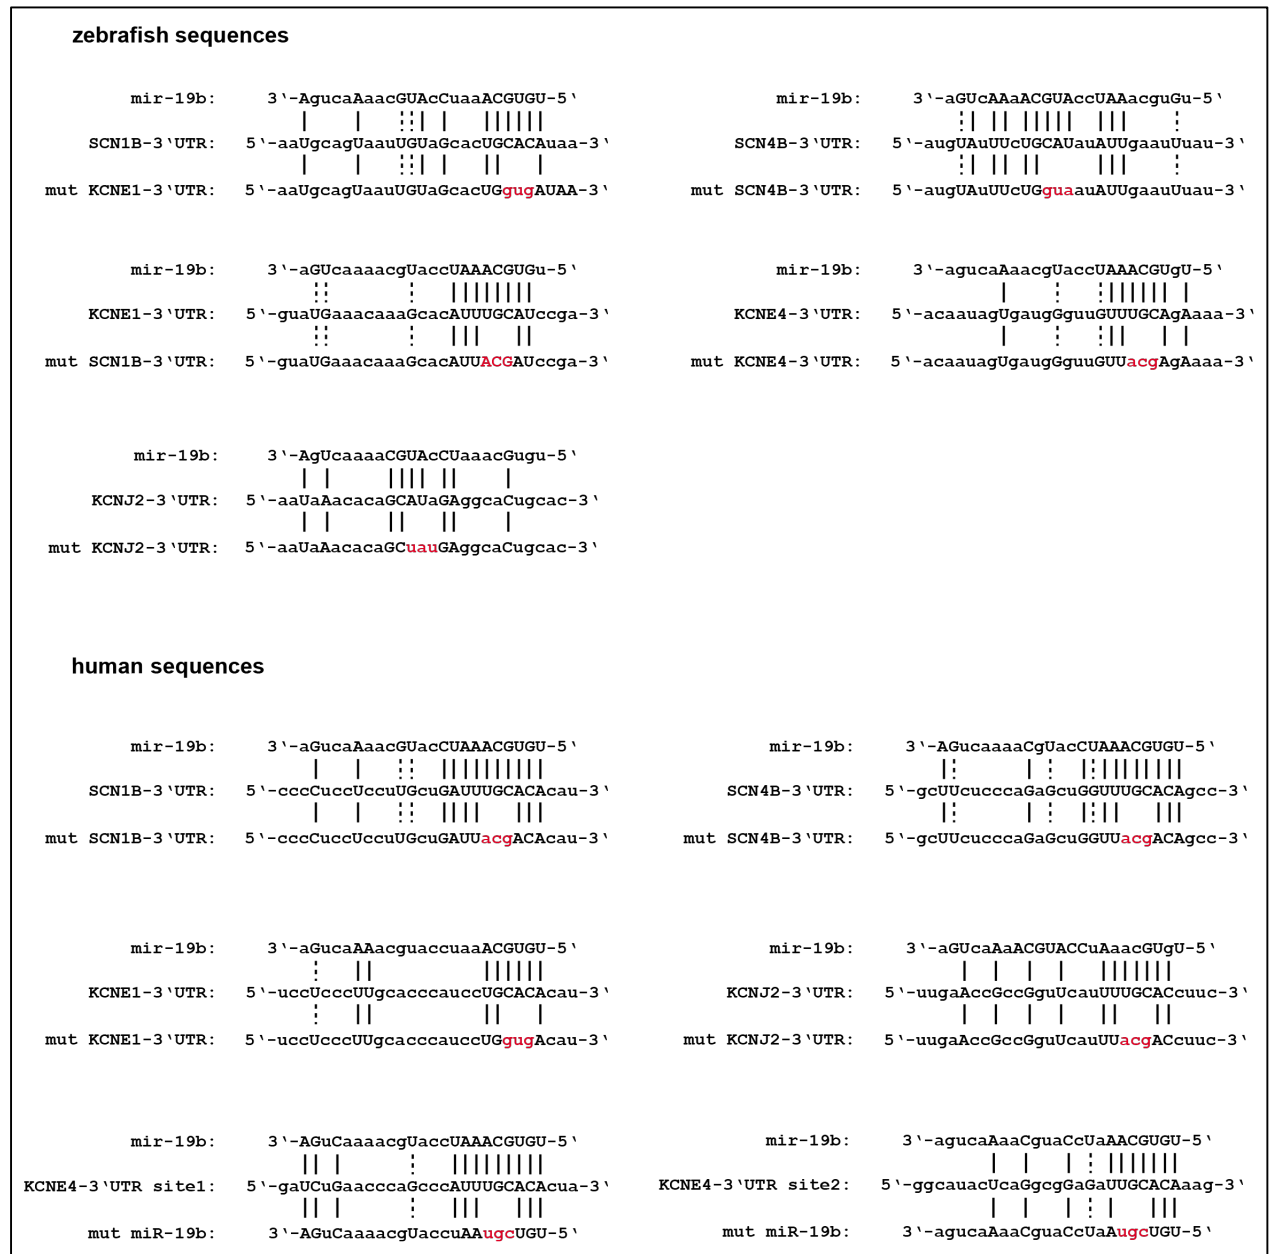 zebrafish sequences
mir-19b: 3‘-AgucaAaacGUAcCuaaACGUGU-5‘
SCN1B-3‘UTR: 5‘-aaUgcagUaauUGUaGcacUGCACAuaa-3‘
mut KCNE1-3‘UTR: 5‘-aaUgcagUaauUGUaGcacUGgugAUAA-3‘
mir-19b: 3‘-aGUcAAaACGUAccUAAacguGu-5‘
SCN4B-3‘UTR: 5‘-augUAuUUcUGCAUauAUUgaauUuau-3‘
mut SCN4B-3‘UTR: 5‘-augUAuUUcUGguaauAUUgaauUuau-3‘
mir-19b: 3‘-aGUcaaaacgUaccUAAACGUGu-5‘
KCNE1-3‘UTR: 5‘-guaUGaaacaaaGcacAUUUGCAUccga-3‘
mut SCN1B-3‘UTR: 5‘-guaUGaaacaaaGcacAUUACGAUccga-3‘
mir-19b: 3‘-agucaAaacgUaccUAAACGUgU-5‘
KCNE4-3‘UTR: 5‘-acaauagUgaugGguuGUUUGCAgAaaa-3‘
mut KCNE4-3‘UTR: 5‘-acaauagUgaugGguuGUUacgAgAaaa-3‘
mir-19b: 3‘-AgUcaaaaCGUAcCUaaacGugu-5‘
KCNJ2-3‘UTR: 5‘-aaUaAacacaGCAUaGAggcaCugcac-3‘
mut KCNJ2-3‘UTR: 5‘-aaUaAacacaGCuauGAggcaCugcac-3‘
human sequences
mir-19b: 3‘-aGucaAaacGUacCUAAACGUGU-5‘
SCN1B-3‘UTR: 5‘-cccCuccUccuUGcuGAUUUGCACAcau-3‘
mut SCN1B-3‘UTR: 5‘-cccCuccUccuUGcuGAUUacgACAcau-3‘
mir-19b: 3‘-AGucaaaaCgUacCUAAACGUGU-5‘
SCN4B-3‘UTR: 5‘-gcUUcucccaGaGcuGGUUUGCACAgcc-3‘
mut SCN4B-3‘UTR: 5‘-gcUUcucccaGaGcuGGUUacgACAgcc-3‘
mir-19b: 3‘-aGucaAAacguaccuaaACGUGU-5‘
KCNE1-3‘UTR: 5‘-uccUcccUUgcacccauccUGCACAcau-3‘
mut KCNE1-3‘UTR: 5‘-uccUcccUUgcacccauccUGgugAcau-3‘
mir-19b: 3‘-aGUcaAaACGUACCuAaacGUgU-5‘
KCNJ2-3‘UTR: 5‘-uugaAccGccGguUcauUUUGCACcuuc-3‘
mut KCNJ2-3‘UTR: 5‘-uugaAccGccGguUcauUUacgACcuuc-3‘
mir-19b: 3‘-AGuCaaaacgUaccUAAACGUGU-5‘
KCNE4-3‘UTR site1: 5‘-gaUCuGaacccaGcccAUUUGCACAcua-3‘
mut miR-19b: 3‘-AGuCaaaacgUaccuAAugcUGU-5‘
mir-19b: 3‘-agucaAaaCguaCcUaAACGUGU-5‘
KCNE4-3‘UTR site2: 5‘-ggcauacUcaGgcgGaGaUUGCACAaag-3‘
mut miR-19b: 3‘-agucaAaaCguaCcUaAugcUGU-5‘